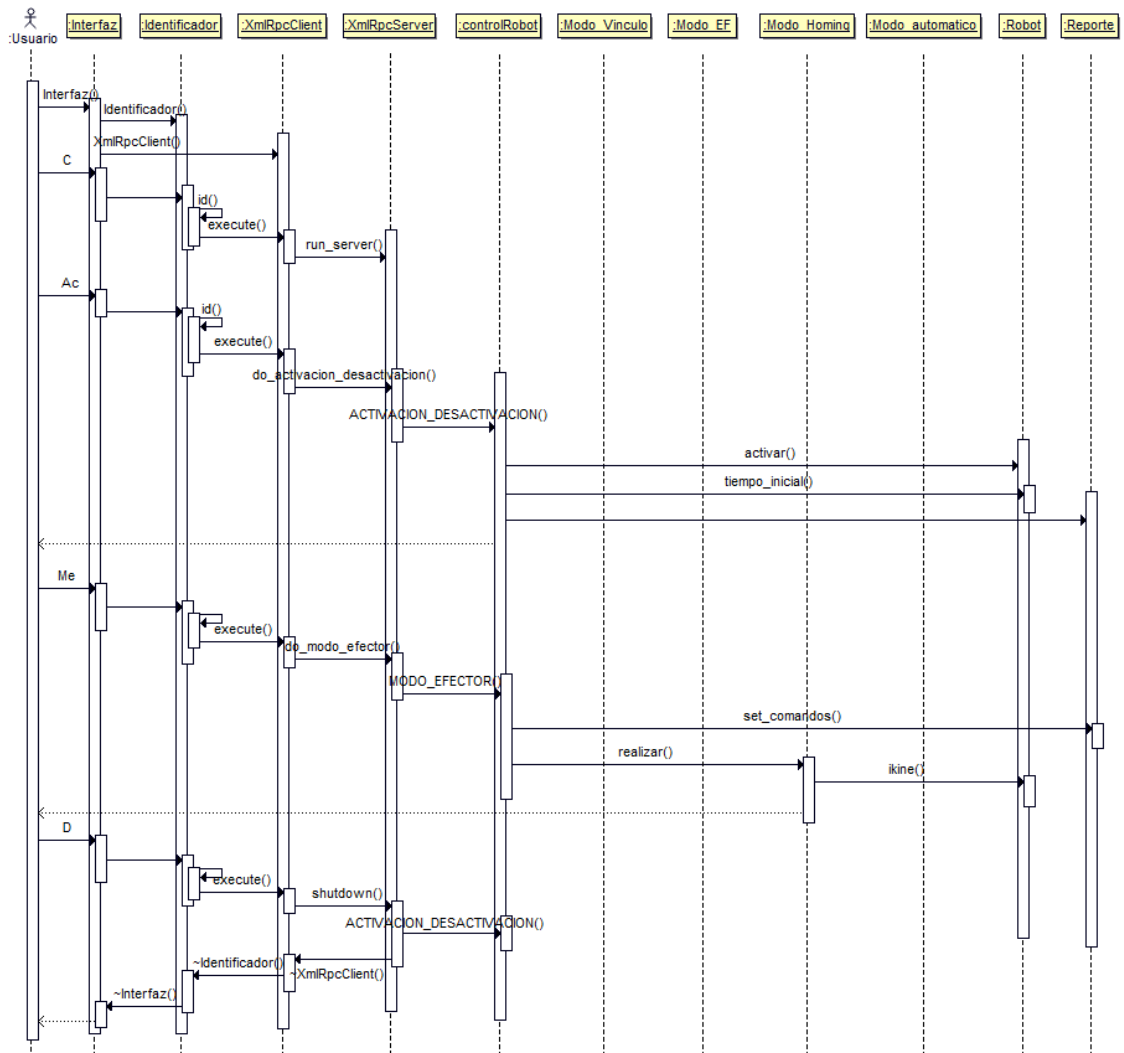 :Usuario
:Interfaz
:Identificador
:XmlRpcClient
:XmlRpcServer
:controlRobot
:Modo_Vinculo
:Modo_EF
:Modo_Homing
:Modo_automatico
:Robot
:Reporte
Interfaz()
Identificador()
XmlRpcClient()
C
id()
execute()
run_server()
Ac
id()
execute()
do_activacion_desactivacion()
ACTIVACION_DESACTIVACION()
activar()
tiempo_inicial()
Me
execute()
do_modo_efector()
MODO_EFECTOR()
set_comandos()
realizar()
ikine()
D
execute()
shutdown()
ACTIVACION_DESACTIVACION()
~Identificador()
~XmlRpcClient()
~Interfaz()